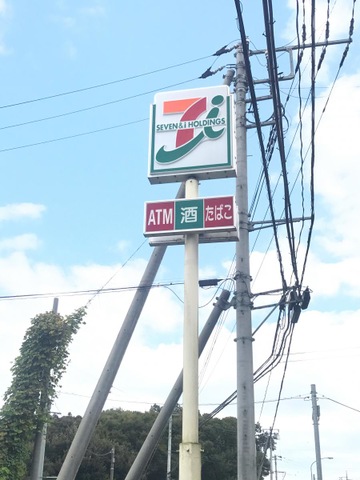 SEVEN&i HOLDINGS
7i
ATM 酒 たばこ